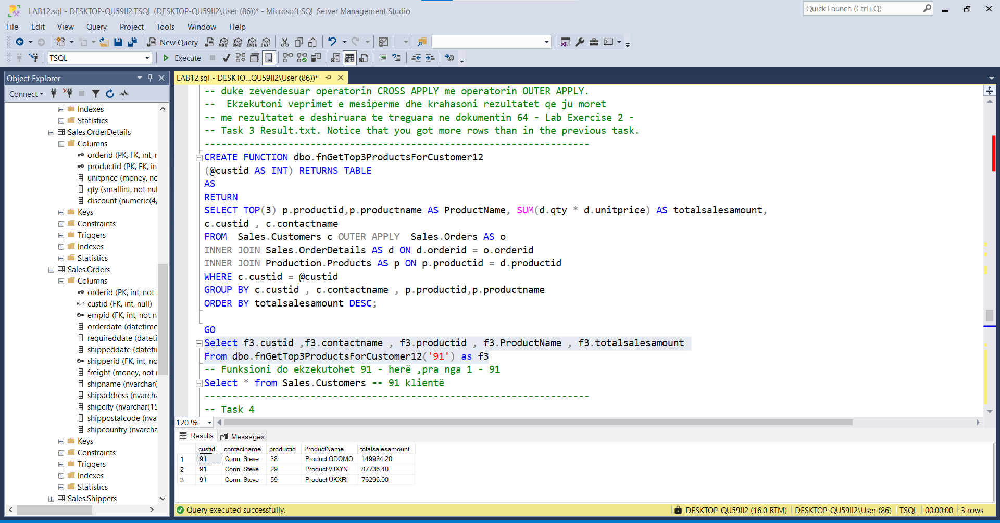 LAB12.sql - DESKTOP-QU59II2.TSQL (DESKTOP-QU59II2\User (86))* - Microsoft SQL Server Management Studio
Quick Launch (Ctrl+Q)
File Edit View Query Project Tools Window Help
New Query MDX DMX XMLA DAX
TSQL Execute
Object Explorer
Connect
Indexes
Statistics
Sales.OrderDetails
Columns
orderid (PK, FK, int, r
productid (PK, FK, in
unitprice (money, no
qty (smallint, not nul
discount (numeric(4,
Keys
Constraints
Triggers
Indexes
Statistics
Sales.Orders
Columns
orderid (PK, int, not
custid (FK, int, null)
empid (FK, int, not n
orderdate (datetime
requireddate (dateti
shippeddate (dateti
shipperid (FK, int, no
freight (money, not
shipname (nvarchar(
shipaddress (nvarcha
shipcity (nvarchar(15
shippostalcode (nva
shipcountry (nvarcha
Keys
Constraints
Triggers
Indexes
Statistics
Sales.Shippers
LAB12.sql - DESKTO...QU59II2\User (86))*
-- duke zevendesuar operatorin CROSS APPLY me operatorin OUTER APPLY.
--  Ekzekutoni veprimet e mesiperme dhe krahasoni rezultatet qe ju moret
-- me rezultatet e deshiruara te treguara ne dokumentin 64 - Lab Exercise 2 -
-- Task 3 Result.txt. Notice that you got more rows than in the previous task.
---------------------------------------------------------------------
CREATE FUNCTION dbo.fnGetTop3ProductsForCustomer12
(@custid AS INT) RETURNS TABLE
AS
RETURN
SELECT TOP(3) p.productid,p.productname AS ProductName, SUM(d.qty * d.unitprice) AS totalsalesamount,
c.custid , c.contactname
FROM  Sales.Customers c OUTER APPLY  Sales.Orders AS o
INNER JOIN Sales.OrderDetails AS d ON d.orderid = o.orderid
INNER JOIN Production.Products AS p ON p.productid = d.productid
WHERE c.custid = @custid
GROUP BY c.custid , c.contactname , p.productid,p.productname
ORDER BY totalsalesamount DESC;
GO
Select f3.custid ,f3.contactname , f3.productid , f3.ProductName , f3.totalsalesamount
From dbo.fnGetTop3ProductsForCustomer12('91') as f3
-- Funksioni do ekzekutohet 91 - herë ,pra nga 1 - 91
Select * from Sales.Customers -- 91 klientë
---------------------------------------------------------------------
-- Task 4
120 %
Results Messages
custid contactname productid ProductName totalsalesamount
1 91 Conn, Steve 38 Product QDOMO 149984.20
2 91 Conn, Steve 29 Product VJXYN 87736.40
3 91 Conn, Steve 59 Product UKXRI 76296.00
Query executed successfully. DESKTOP-QU59II2 (16.0 RTM) DESKTOP-QU59II2\User (86) TSQL 00:00:00 3 rows